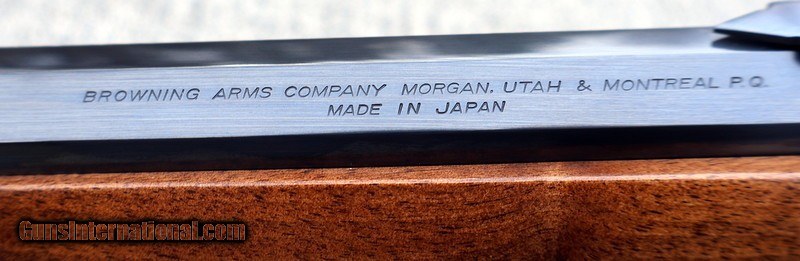 BROWNING ARMS COMPANY MORGAN, UTAH & MONTREAL P.Q.
MADE IN JAPAN
GunsInternational.com